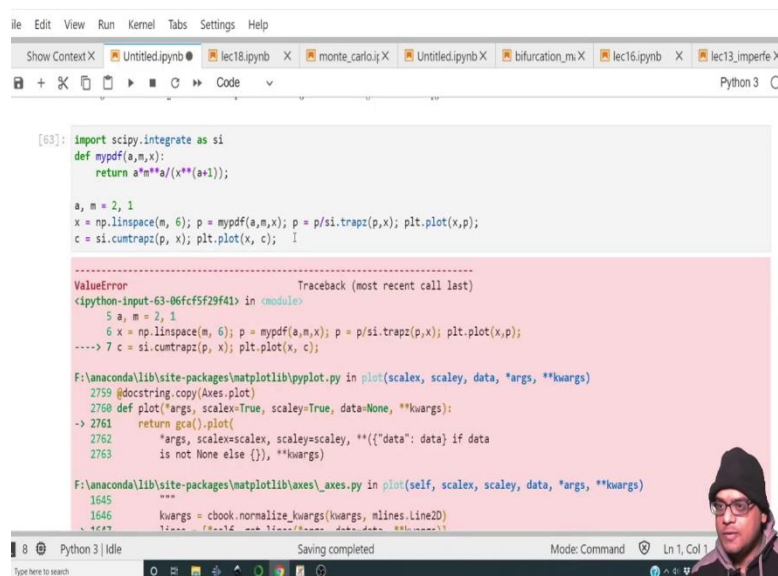 ile Edit View Run Kernel Tabs Settings Help
Show Context X Untitled.ipynb lec18.ipynb X monte_carlo.ip X Untitled.ipynb X bifurcation_m: X lec16.ipynb X lec13_imperfe X
Code Python 3
[63]: import scipy.integrate as si
def mypdf(a,m,x):
return a*m**a/(x**(a+1));
a, m = 2, 1
x = np.linspace(m, 6); p = mypdf(a,m,x); p = p/si.trapz(p,x); plt.plot(x,p);
c = si.cumtrapz(p, x); plt.plot(x, c);
---------------------------------------------------------------------------
ValueError Traceback (most recent call last)
<ipython-input-63-06fcf5f29f41> in <module>
5 a, m = 2, 1
6 x = np.linspace(m, 6); p = mypdf(a,m,x); p = p/si.trapz(p,x); plt.plot(x,p);
----> 7 c = si.cumtrapz(p, x); plt.plot(x, c);
F:\anaconda\lib\site-packages\matplotlib\pyplot.py in plot(scalex, scaley, data, *args, **kwargs)
2759 @docstring.copy(Axes.plot)
2760 def plot(*args, scalex=True, scaley=True, data=None, **kwargs):
-> 2761 return gca().plot(
2762 *args, scalex=scalex, scaley=scaley, **({"data": data} if data
2763 is not None else {}), **kwargs)
F:\anaconda\lib\site-packages\matplotlib\axes\_axes.py in plot(self, scalex, scaley, data, *args, **kwargs)
1645 """
1646 kwargs = cbook.normalize_kwargs(kwargs, mlines.Line2D)
8 Python 3 | Idle Saving completed Mode: Command Ln 1, Col 1
Type here to search